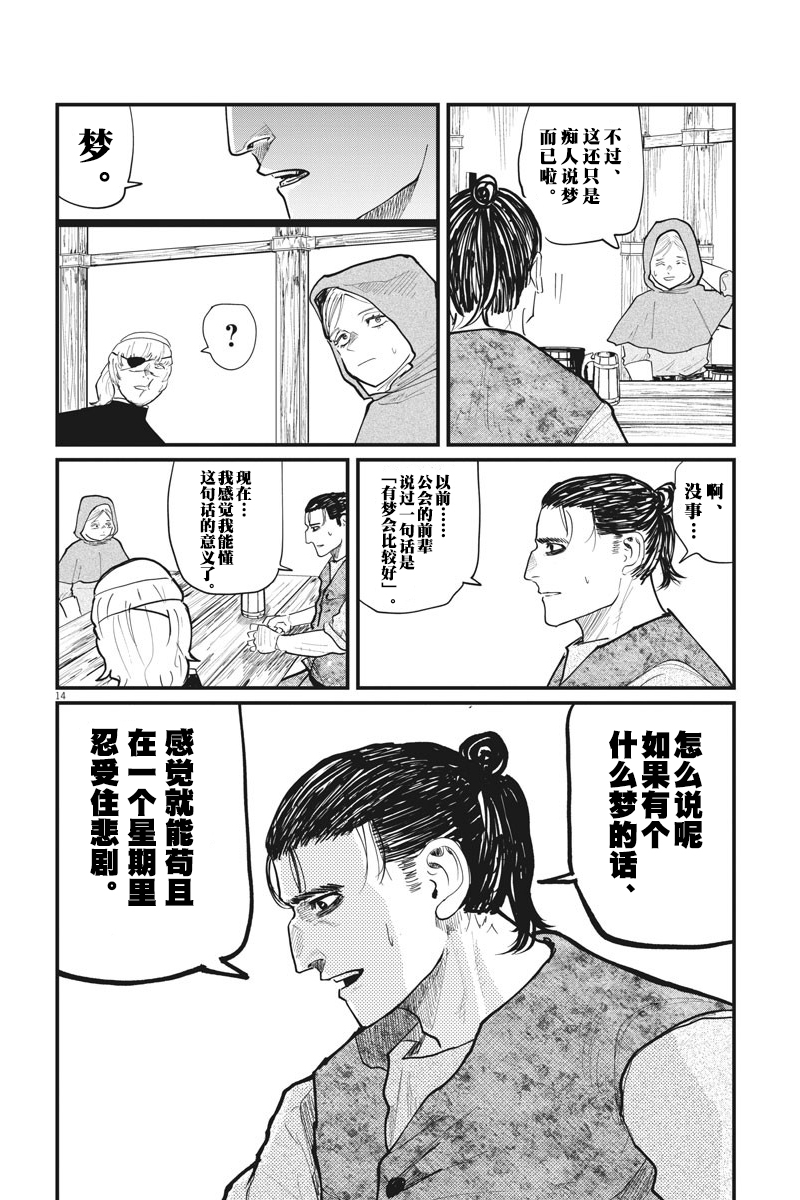 不过、
这还只是
痴人说梦
而已啦。
梦。
？
啊、
没事…
以前……
公会的前辈
说过一句话是
「有梦会比较好」。
现在…
我感觉我能懂
这句话的意义了。
14
怎么说呢
如果有个
什么梦的话、
感觉就能苟且
在一个星期里
忍受住悲剧。